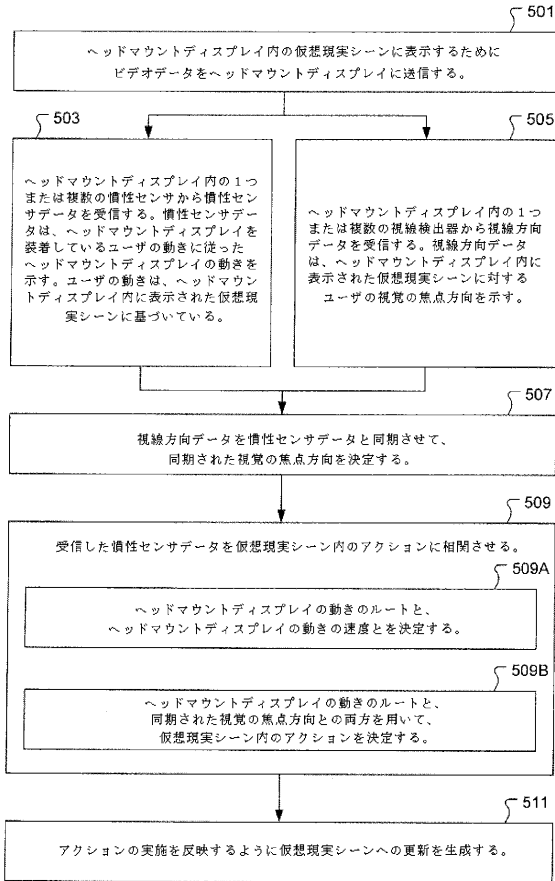 501
ヘッドマウントディスプレイ内の仮想現実シーンに表示するために
ビデオデータをヘッドマウントディスプレイに送信する。
503
ヘッドマウントディスプレイ内の1つ
または複数の慣性センサから慣性セン
サデータを受信する。慣性センサデー
タは、ヘッドマウントディスプレイを
装着しているユーザの動きに従った
ヘッドマウントディスプレイの動きを
示す。ユーザの動きは、ヘッドマウ
ントディスプレイ内に表示された仮想現
実シーンに基づいている。
505
ヘッドマウントディスプレイ内の1つ
または複数の視線検出器から視線方向
データを受信する。視線方向データ
は、ヘッドマウントディスプレイ内に
表示された仮想現実シーンに対する
ユーザの視覚の焦点方向を示す。
507
視線方向データを慣性センサデータと同期させて、
同期された視覚の焦点方向を決定する。
509
受信した慣性センサデータを仮想現実シーン内のアクションに相関させる。
509A
ヘッドマウントディスプレイの動きのルートと、
ヘッドマウントディスプレイの動きの速度とを決定する。
509B
ヘッドマウントディスプレイの動きのルートと、
同期された視覚の焦点方向との両方を用いて、
仮想現実シーン内のアクションを決定する。
511
アクションの実施を反映するように仮想現実シーンへの更新を生成する。